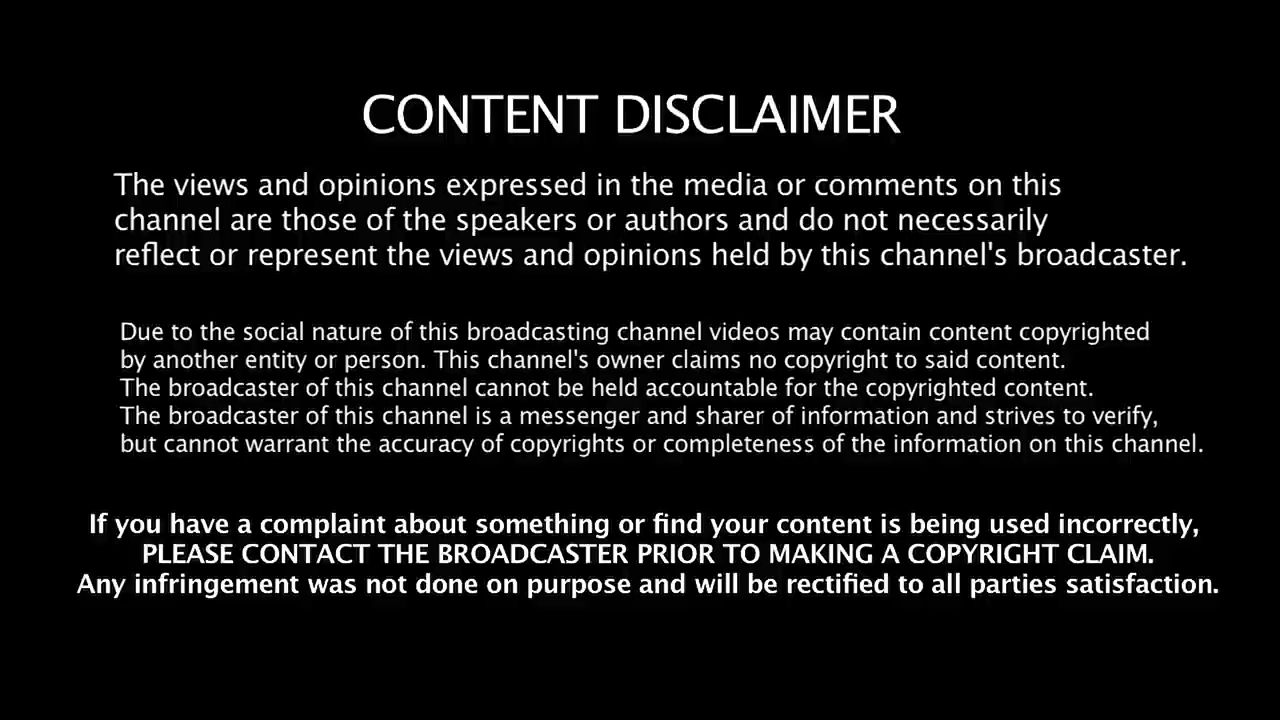 CONTENT DISCLAIMER
The views and opinions expressed in the media or comments on this
channel are those of the speakers or authors and do not necessarily
reflect or represent the views and opinions held by this channel's broadcaster.
Due to the social nature of this broadcasting channel videos may contain content copyrighted
by another entity or person. This channel's owner claims no copyright to said content.
The broadcaster of this channel cannot be held accountable for the copyrighted content.
The broadcaster of this channel is a messenger and sharer of information and strives to verify,
but cannot warrant the accuracy of copyrights or completeness of the information on this channel.
If you have a complaint about something or find your content is being used incorrectly,
PLEASE CONTACT THE BROADCASTER PRIOR TO MAKING A COPYRIGHT CLAIM.
Any infringement was not done on purpose and will be rectified to all parties satisfaction.